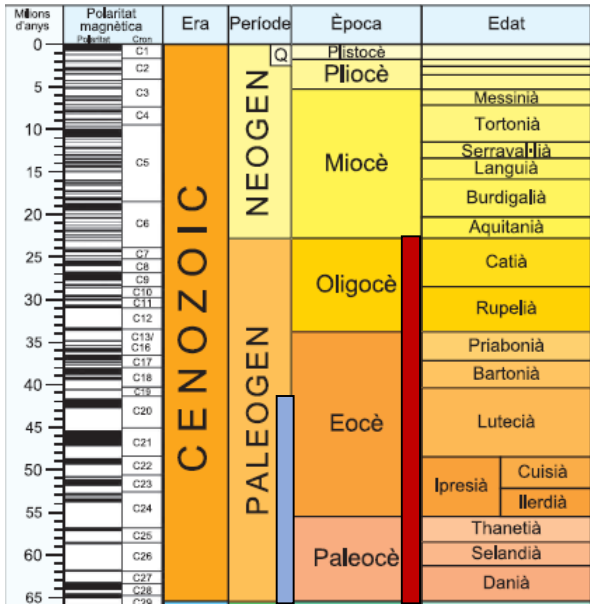 Milions
d'anys
Polaritat
magnètica
Polaritat Cron
Era
Període
Època
Edat
0
5
10
15
20
25
30
35
40
45
50
55
60
65
C1
C2
C3
C4
C5
C6
C7
C8
C9
C10
C11
C12
C13/
C16
C17
C18
C19
C20
C21
C22
C23
C24
C25
C26
C27
C28
C29
CENOZOIC
NEOGEN
Q
PALEOGEN
Plistocè
Pliocè
Miocè
Oligocè
Eocè
Paleocè
Messinià
Tortonià
Serraval·lià
Languià
Burdigalià
Aquitanià
Catià
Rupelià
Priabonià
Bartonià
Lutecià
Ipresià
Cuisià
Ilerdià
Thanetià
Selandià
Danià